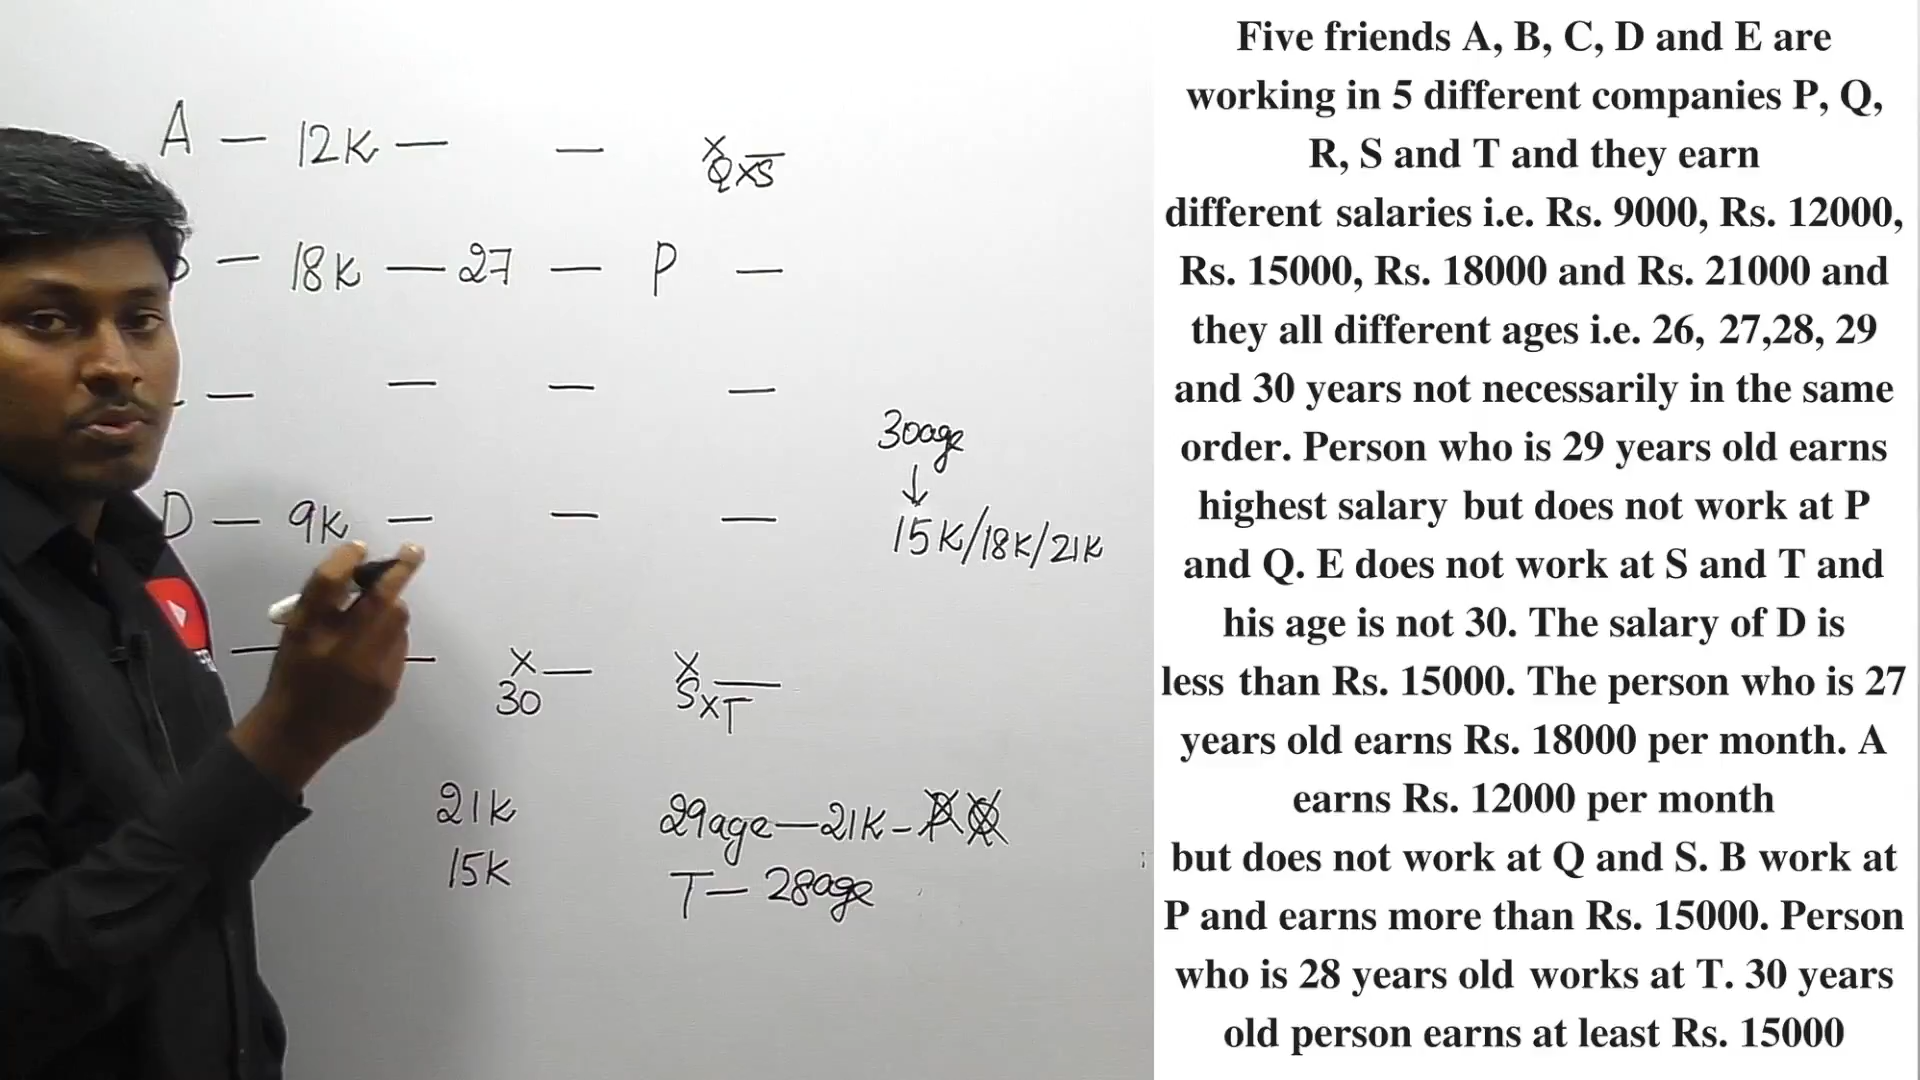 A — 12K — — X Q X S
B — 18K — 27 — P —
— — — —
D — 9K — — —
— — X 30 — X S X T
30age
↓
15K/18K/21K
21K
15K
29age — 21K - P Q
T — 28age
Five friends A, B, C, D and E are
working in 5 different companies P, Q,
R, S and T and they earn
different salaries i.e. Rs. 9000, Rs. 12000,
Rs. 15000, Rs. 18000 and Rs. 21000 and
they all different ages i.e. 26, 27,28, 29
and 30 years not necessarily in the same
order. Person who is 29 years old earns
highest salary but does not work at P
and Q. E does not work at S and T and
his age is not 30. The salary of D is
less than Rs. 15000. The person who is 27
years old earns Rs. 18000 per month. A
earns Rs. 12000 per month
but does not work at Q and S. B work at
P and earns more than Rs. 15000. Person
who is 28 years old works at T. 30 years
old person earns at least Rs. 15000